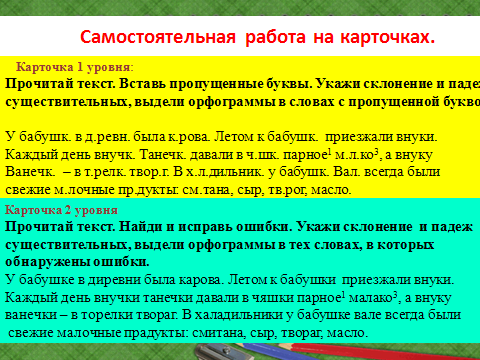 Самостоятельная работа на карточках.
Карточка 1 уровня:
Прочитай текст. Вставь пропущенные буквы. Укажи склонение и падеж
существительных, выдели орфограммы в словах с пропущенной букво
У бабушк. в д.ревн. была к.рова. Летом к бабушк. приезжали внуки.
Каждый день внучк. Танечк. давали в ч.шк. парное¹ м.л.ко³, а внуку
Ванечк. – в т.релк. твор.г. В х.л.дильник. у бабушк. Вал. всегда были
свежие м.лочные пр.дукты: см.тана, сыр, тв.рог, масло.
Карточка 2 уровня
Прочитай текст. Найди и исправь ошибки. Укажи склонение и падеж
существительных, выдели орфограммы в тех словах, в которых
обнаружены ошибки.
У бабушке в диревни была карова. Летом к бабушки приезжали внуки.
Каждый день внучки танечки давали в чяшки парное¹ малако³, а внуку
ванечки – в торелки твораг. В халадильники у бабушке вале всегда были
свежие малочные прадукты: смитана, сыр, твораг, масло.